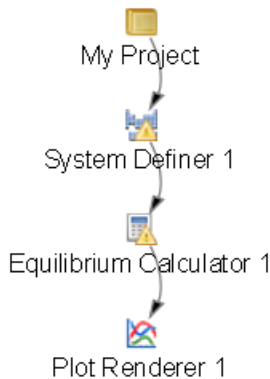 My Project
System Definer 1
Equilibrium Calculator 1
Plot Renderer 1